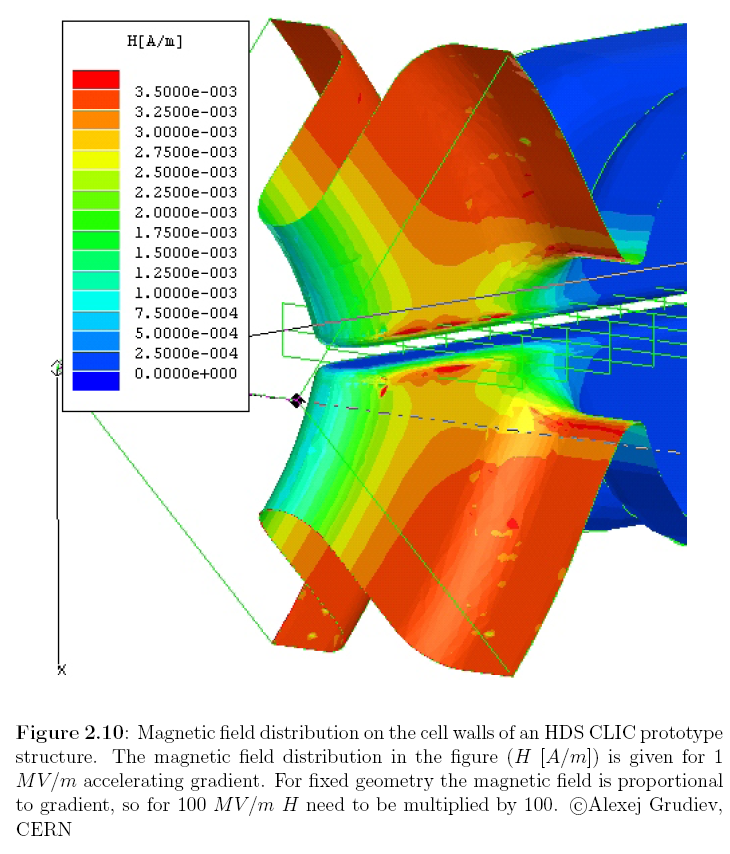 H[A/m]
3.5000e-003
3.2500e-003
3.0000e-003
2.7500e-003
2.5000e-003
2.2500e-003
2.0000e-003
1.7500e-003
1.5000e-003
1.2500e-003
1.0000e-003
7.5000e-004
5.0000e-004
2.5000e-004
0.0000e+000
X
Figure 2.10: Magnetic field distribution on the cell walls of an HDS CLIC prototype
structure. The magnetic field distribution in the figure (H [A/m]) is given for 1
MV/m accelerating gradient. For fixed geometry the magnetic field is proportional
to gradient, so for 100 MV/m H need to be multiplied by 100. ©Alexej Grudiev,
CERN